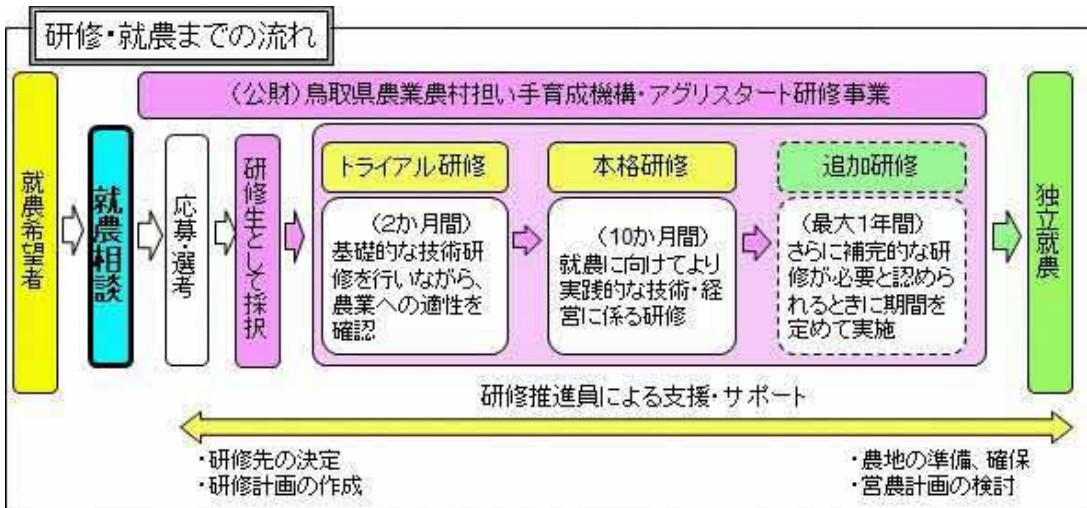 研修・就農までの流れ
(公財)鳥取県農業農村担い手育成機構・アグリスタート研修事業
就農希望者
就農相談
応募・選考
研修生として採択
トライアル研修
(2か月間)
基礎的な技術研
修を行いながら、
農業への適性を
確認
本格研修
(10か月間)
就農に向けてより
実践的な技術・経
営に係る研修
追加研修
(最大1年間)
さらに補完的な研
修が必要と認めら
れるときに期間を
定めて実施
独立就農
研修推進員による支援・サポート
・研修先の決定
・研修計画の作成
・農地の準備、確保
・営農計画の検討